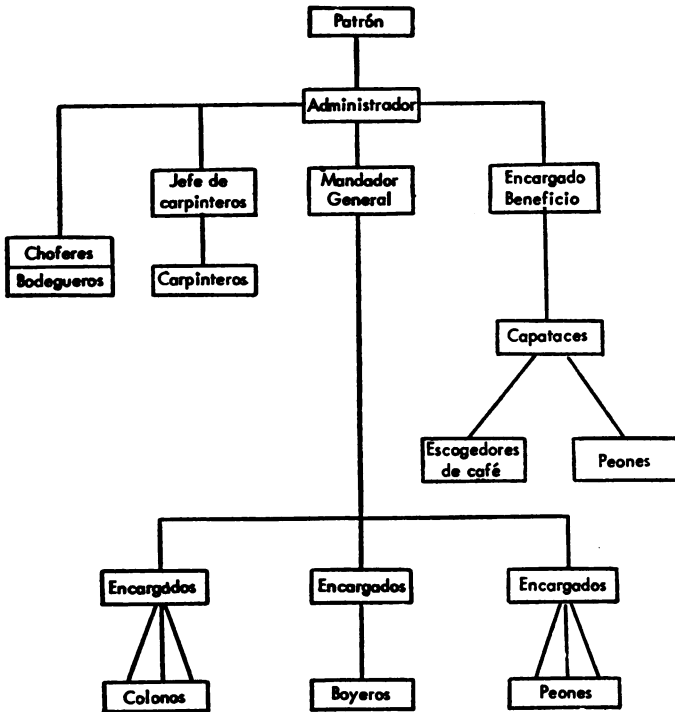 Patrón
Administrador
Jefe de
carpinteros
Mandador
General
Encargado
Beneficio
Choferes
Bodegueros
Carpinteros
Capataces
Escogedores
de café
Peones
Encargados
Encargados
Encargados
Colonos
Boyeros
Peones